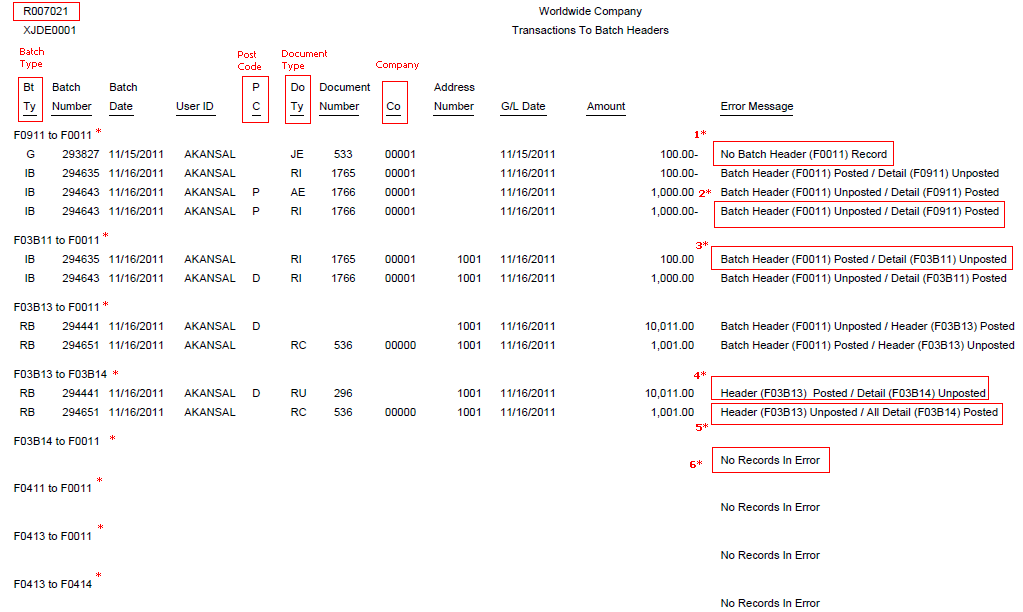 R007021 Worldwide Company
XJDE0001 Transactions To Batch Headers
Batch Type Post Code Document Type Company
Bt Batch Batch P Do Document Address
Ty Number Date User ID C Ty Number Co Number G/L Date Amount Error Message
F0911 to F0011 * 1*
G 293827 11/15/2011 AKANSAL JE 533 00001 11/15/2011 100.00- No Batch Header (F0011) Record
IB 294635 11/16/2011 AKANSAL RI 1765 00001 11/16/2011 100.00- Batch Header (F0011) Posted / Detail (F0911) Unposted
IB 294643 11/16/2011 AKANSAL P AE 1766 00001 11/16/2011 1,000.00 2* Batch Header (F0011) Unposted / Detail (F0911) Posted
IB 294643 11/16/2011 AKANSAL P RI 1766 00001 11/16/2011 1,000.00- Batch Header (F0011) Unposted / Detail (F0911) Posted
F03B11 to F0011 * 3*
IB 294635 11/16/2011 AKANSAL RI 1765 00001 1001 11/16/2011 100.00 Batch Header (F0011) Posted / Detail (F03B11) Unposted
IB 294643 11/16/2011 AKANSAL D RI 1766 00001 1001 11/16/2011 1,000.00 Batch Header (F0011) Unposted / Detail (F03B11) Posted
F03B13 to F0011 *
RB 294441 11/16/2011 AKANSAL D 1001 11/16/2011 10,011.00 Batch Header (F0011) Unposted / Header (F03B13) Posted
RB 294651 11/16/2011 AKANSAL RC 536 00000 1001 11/16/2011 1,001.00 Batch Header (F0011) Posted / Header (F03B13) Unposted
F03B13 to F03B14 * 4*
RB 294441 11/16/2011 AKANSAL D RU 296 1001 11/16/2011 10,011.00 Header (F03B13) Posted / Detail (F03B14) Unposted
RB 294651 11/16/2011 AKANSAL RC 536 00000 1001 11/16/2011 1,001.00 Header (F03B13) Unposted / All Detail (F03B14) Posted
5*
F03B14 to F0011 *
6* No Records In Error
F0411 to F0011 *
No Records In Error
F0413 to F0011 *
No Records In Error
F0413 to F0414 *
No Records In Error